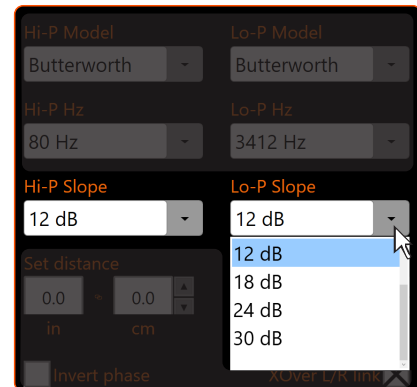 Hi-P Model Lo-P Model
Butterworth Butterworth
Hi-P Hz Lo-P Hz
80 Hz 3412 Hz
Hi-P Slope Lo-P Slope
12 dB 12 dB
12 dB
18 dB
24 dB
30 dB
Set distance
0.0 ~ 0.0
in cm
Invert phase XOver L/R link